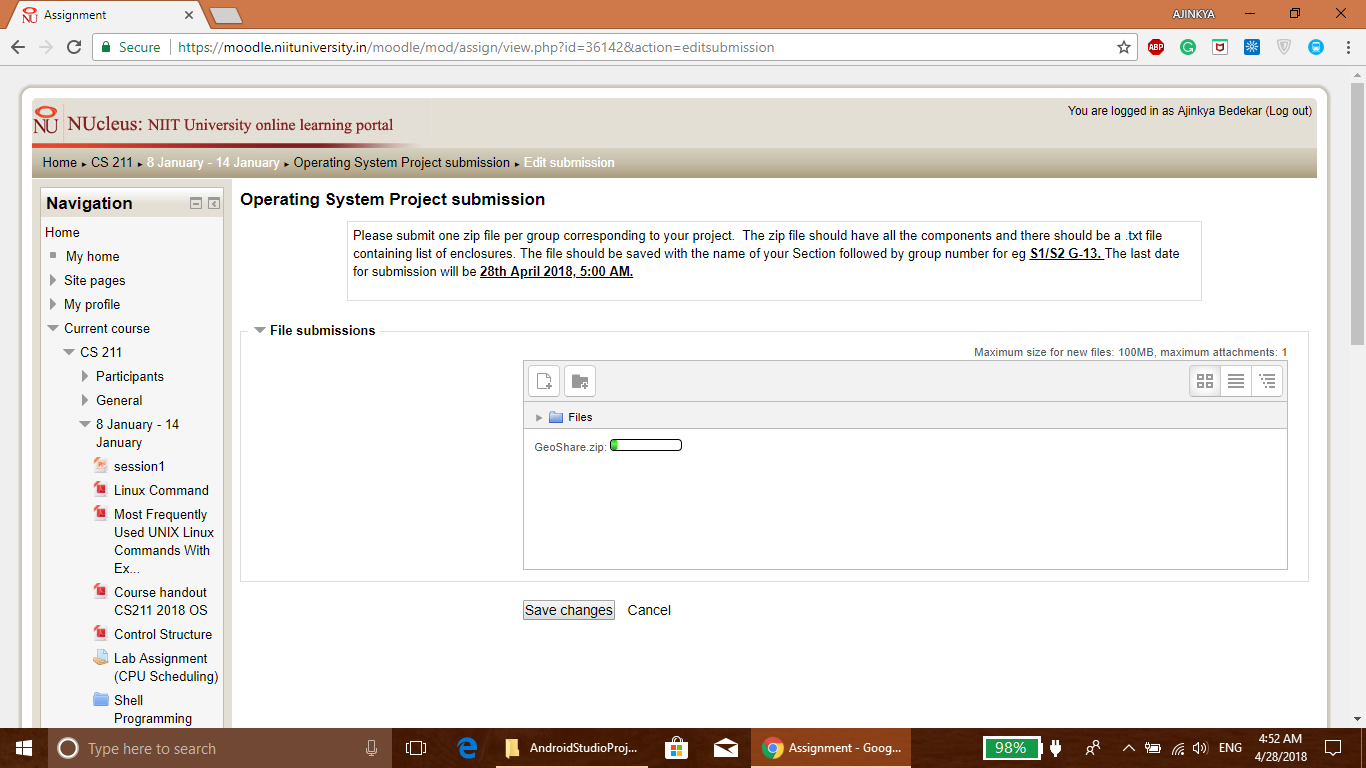 Assignment
AJINKYA
Secure
https://moodle.niituniversity.in/moodle/mod/assign/view.php?id=36142&action=editsubmission
ABP
NU
NUcleus: NIIT University online learning portal
You are logged in as Ajinkya Bedekar (Log out)
Home ▸ CS 211 ▸ 8 January - 14 January ▸ Operating System Project submission ▸ Edit submission
Navigation
Home
My home
Site pages
My profile
Current course
CS 211
Participants
General
8 January - 14
January
session1
Linux Command
Most Frequently
Used UNIX Linux
Commands With
Ex...
Course handout
CS211 2018 OS
Control Structure
Lab Assignment
(CPU Scheduling)
Shell
Programming
Operating System Project submission
Please submit one zip file per group corresponding to your project. The zip file should have all the components and there should be a .txt file
containing list of enclosures. The file should be saved with the name of your Section followed by group number for eg S1/S2 G-13. The last date
for submission will be 28th April 2018, 5:00 AM.
File submissions
Maximum size for new files: 100MB, maximum attachments: 1
Files
GeoShare.zip:
Save changes
Cancel
Type here to search
AndroidStudioProj...
Assignment - Goog...
98%
ENG
4:52 AM
4/28/2018